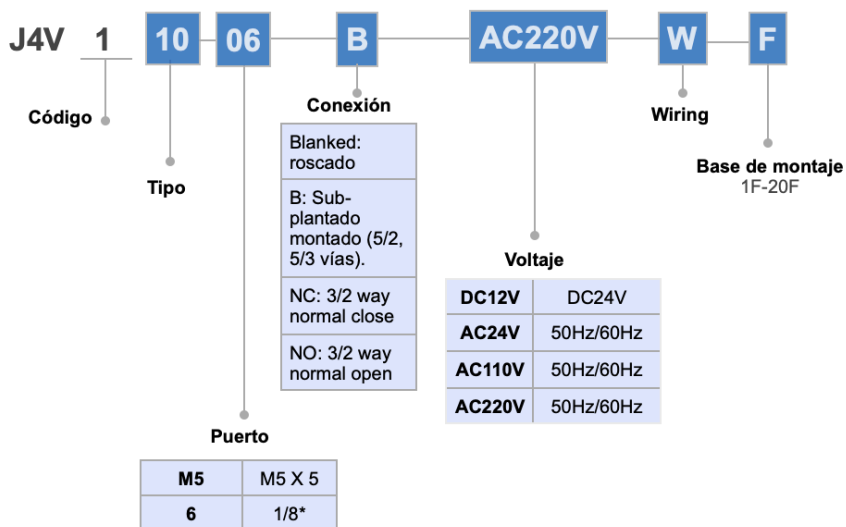 J4V 1 10 06 B AC220V W F
Código
Tipo
Conexión
Blanked:
roscado
B: Sub-
plantado
montado (5/2,
5/3 vías).
NC: 3/2 way
normal close
NO: 3/2 way
normal open
Wiring
Base de montaje
1F-20F
Voltaje
DC12V DC24V
AC24V 50Hz/60Hz
AC110V 50Hz/60Hz
AC220V 50Hz/60Hz
Puerto
M5 M5 X 5
6 1/8*